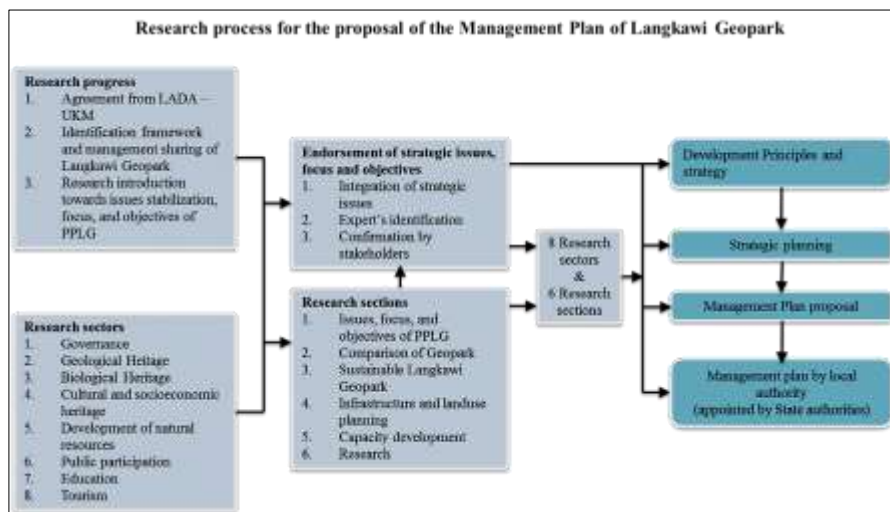 Research process for the proposal of the Management Plan of Langkawi Geopark
Research progress
1. Agreement from LADA –
UKM
2. Identification framework
and management sharing of
Langkawi Geopark
3. Research introduction
towards issues stabilization,
focus, and objectives of
PPLG
Research sectors
1. Governance
2. Geological Heritage
3. Biological Heritage
4. Cultural and socioeconomic
heritage
5. Development of natural
resources
6. Public participation
7. Education
8. Tourism
Endorsement of strategic issues,
focus and objectives
1. Integration of strategic
issues
2. Expert's identification
3. Confirmation by
stakeholders
Research sections
1. Issues, focus, and
objectives of PPLG
2. Comparison of Geopark
3. Sustainable Langkawi
Geopark
4. Infrastructure and landuse
planning
5. Capacity development
6. Research
8 Research
sectors
&
6 Research
sections
Development Principles and
strategy
Strategic planning
Management Plan proposal
Management plan by local
authority
(appointed by State authorities)